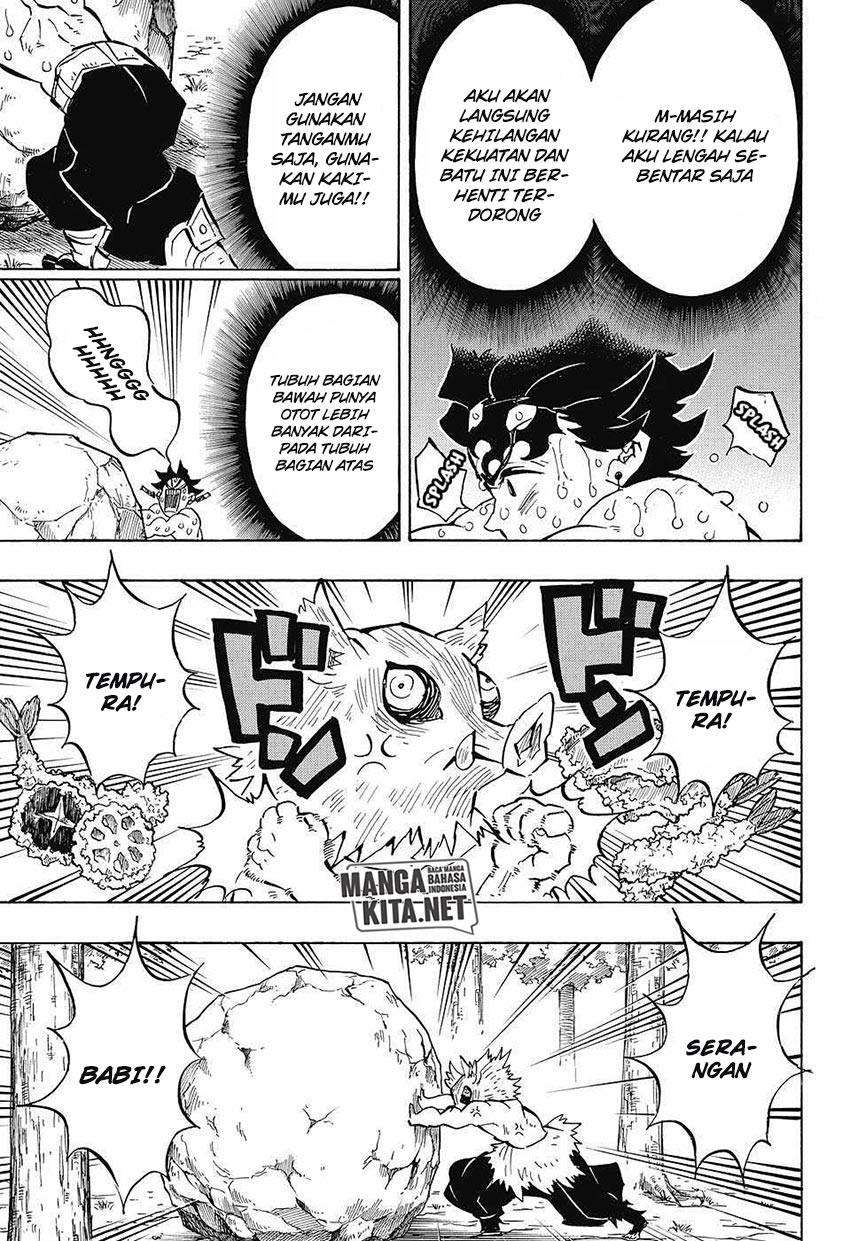 M-MASIH
KURANG!! KALAU
AKU LENGAH SE-
BENTAR SAJA
AKU AKAN
LANGSUNG
KEHILANGAN
KEKUATAN DAN
BATU INI BER-
HENTI TER-
DORONG
SPLASH
SPLASH
JANGAN
GUNAKAN
TANGANMU
SAJA, GUNA-
KAN KAKI-
MU JUGA!!
TUBUH BAGIAN
BAWAH PUNYA
OTOT LEBIH
BANYAK DARI-
PADA TUBUH
BAGIAN ATAS
HHNGGGG
HHHHH
TEMPU-
RA!
ドン
ドン
TEMPU-
RA!
MANGA
KITA.NET
BACA MANGA
BAHASA
INDONESIA
SERA-
NGAN
BABI!!